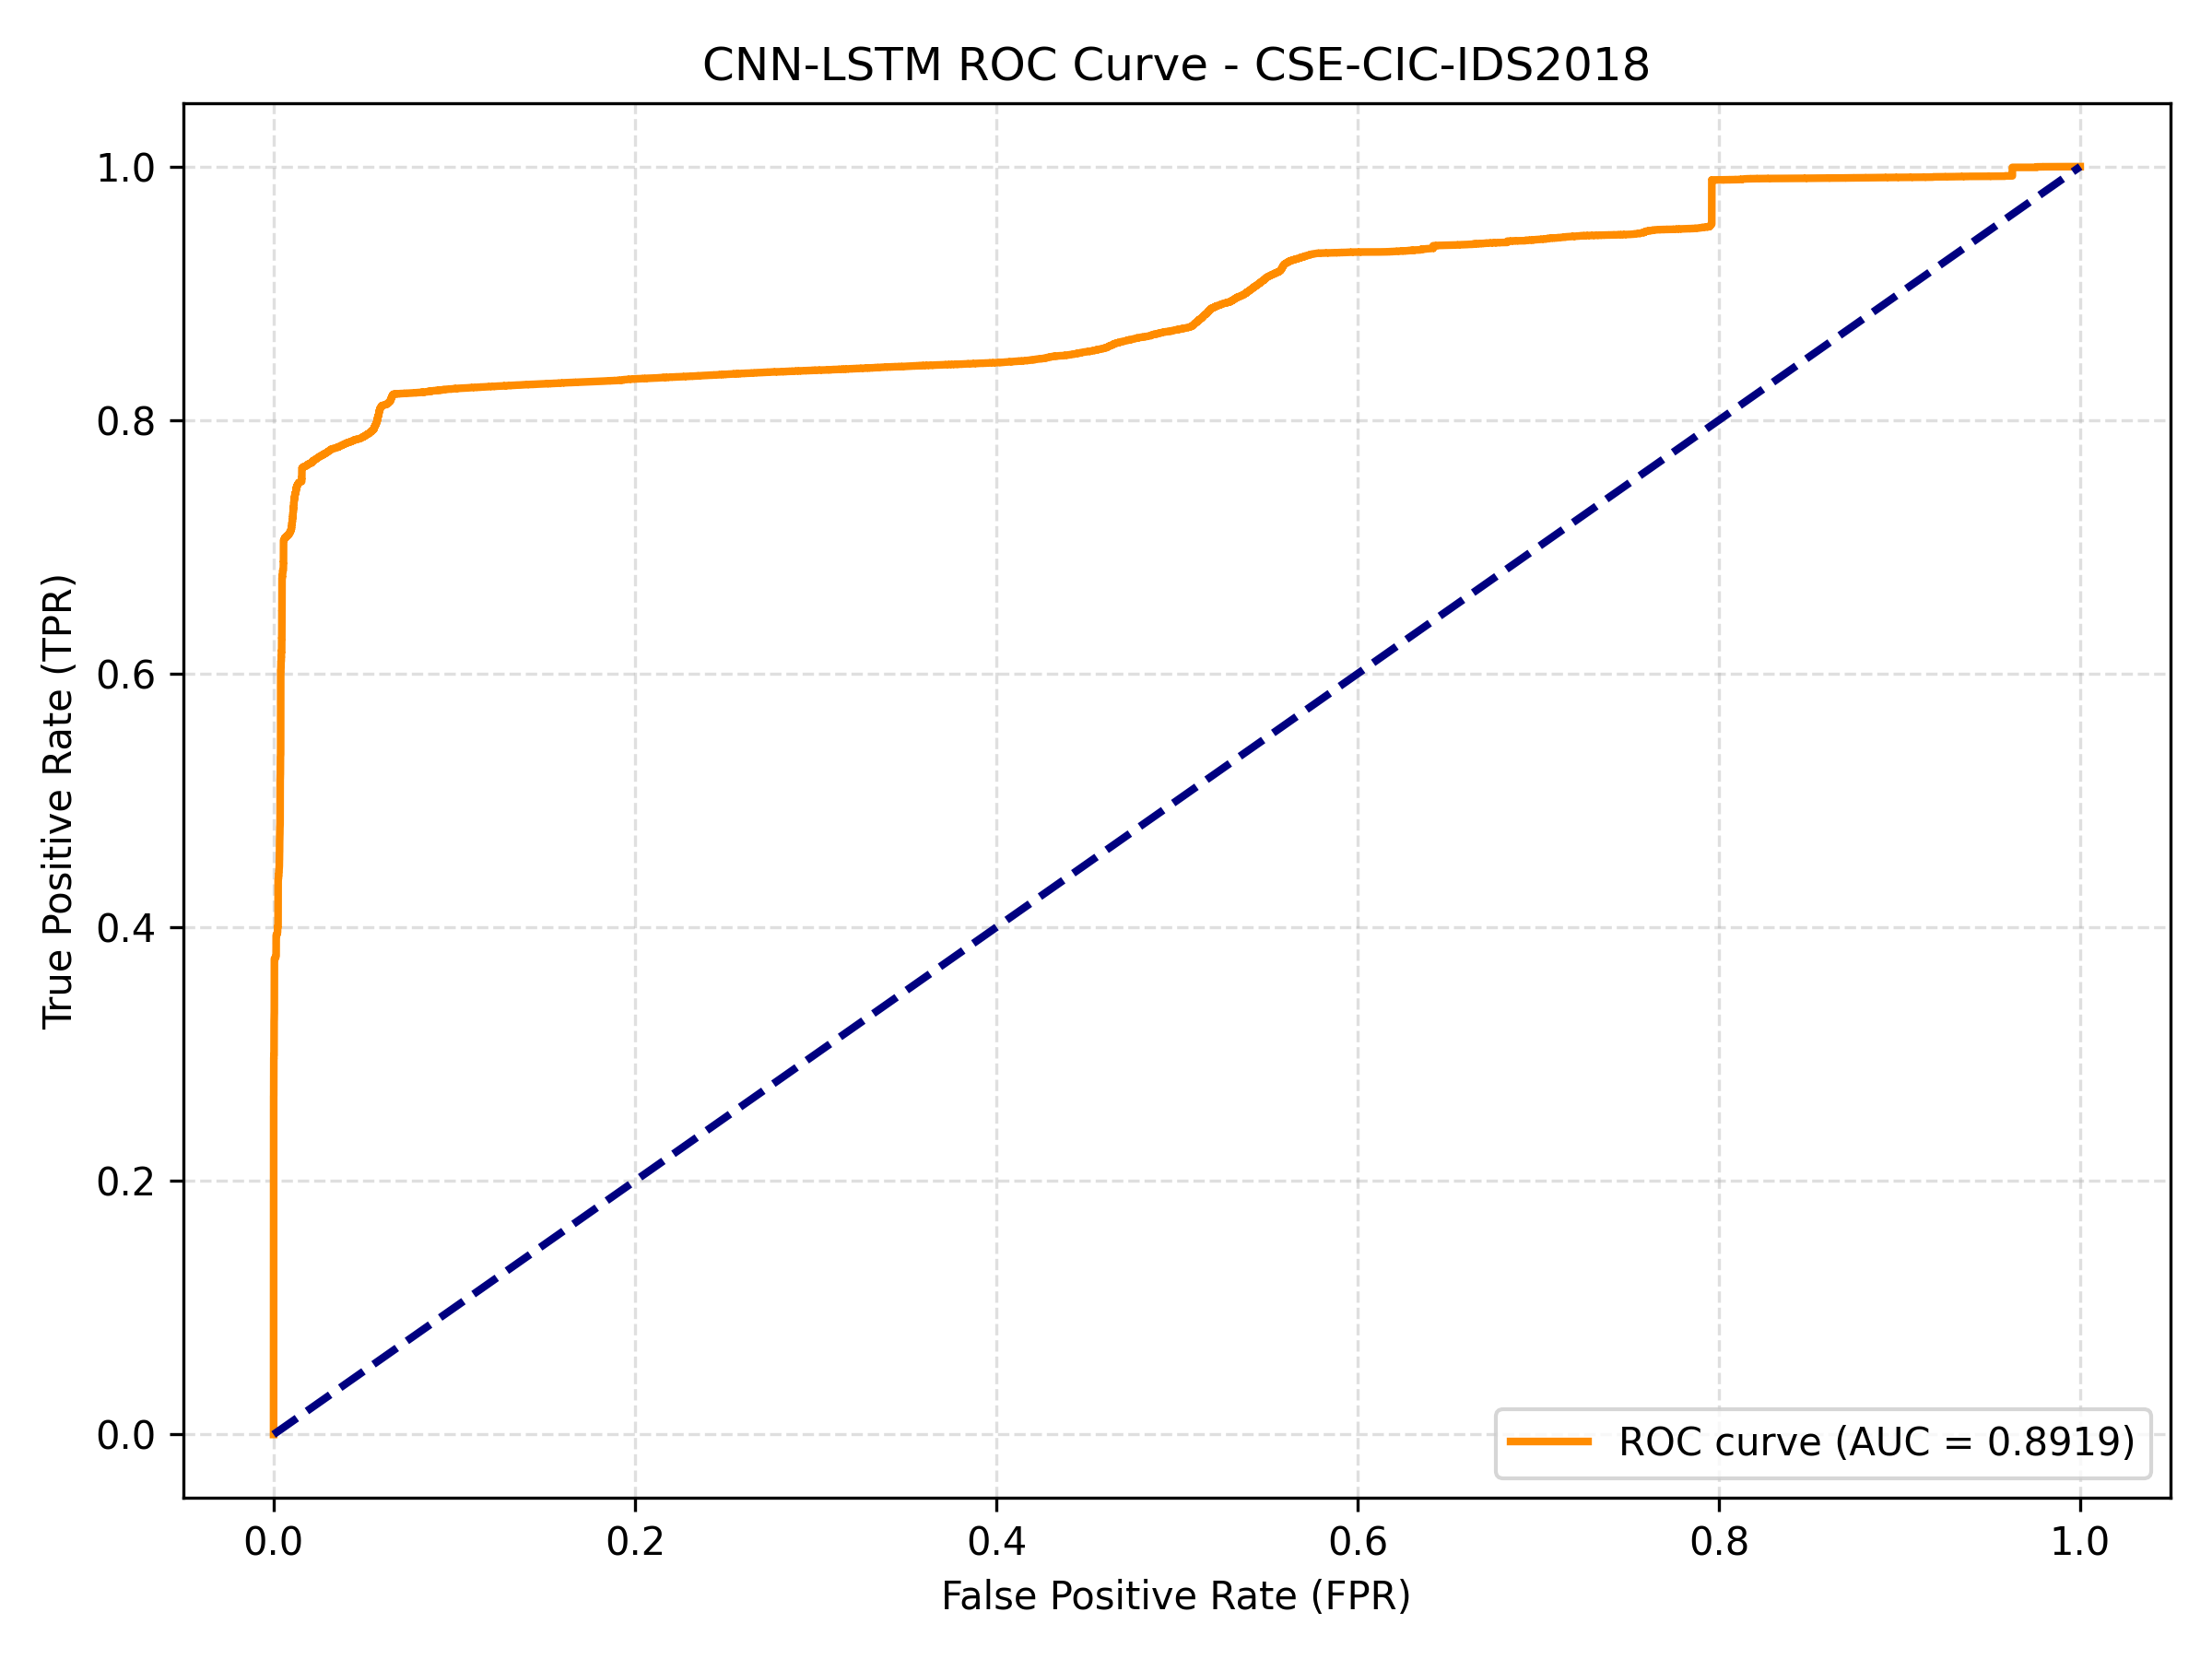 CNN-LSTM ROC Curve - CSE-CIC-IDS2018
True Positive Rate (TPR)
1.0
0.8
0.6
0.4
0.2
0.0
ROC curve (AUC = 0.8919)
0.0 0.2 0.4 0.6 0.8 1.0
False Positive Rate (FPR)